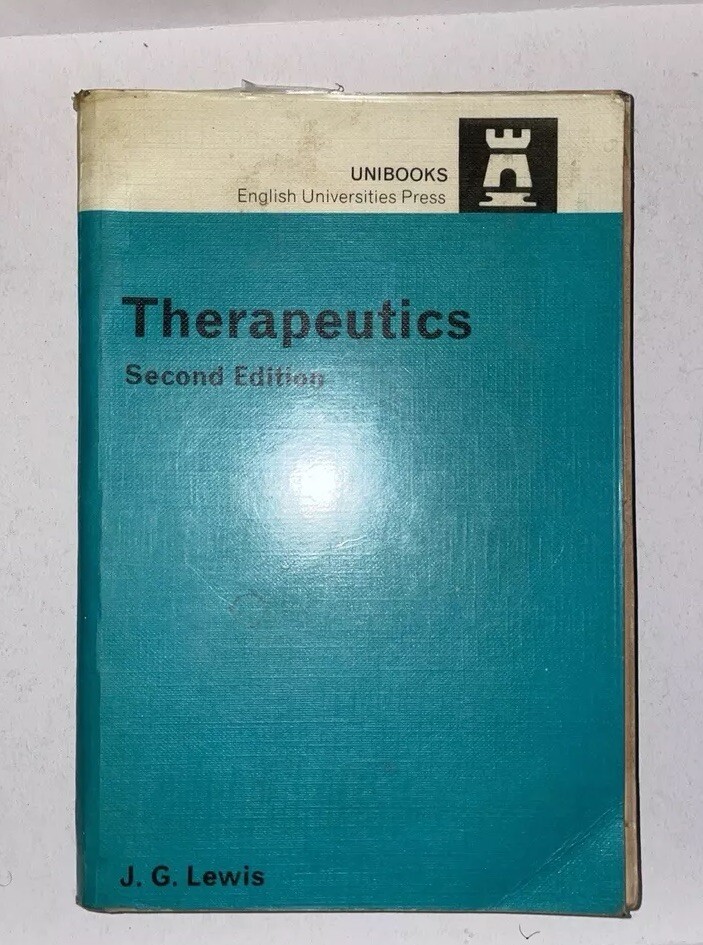 UNIBOOKS
English Universities Press
Therapeutics
Second Edition
J. G. Lewis